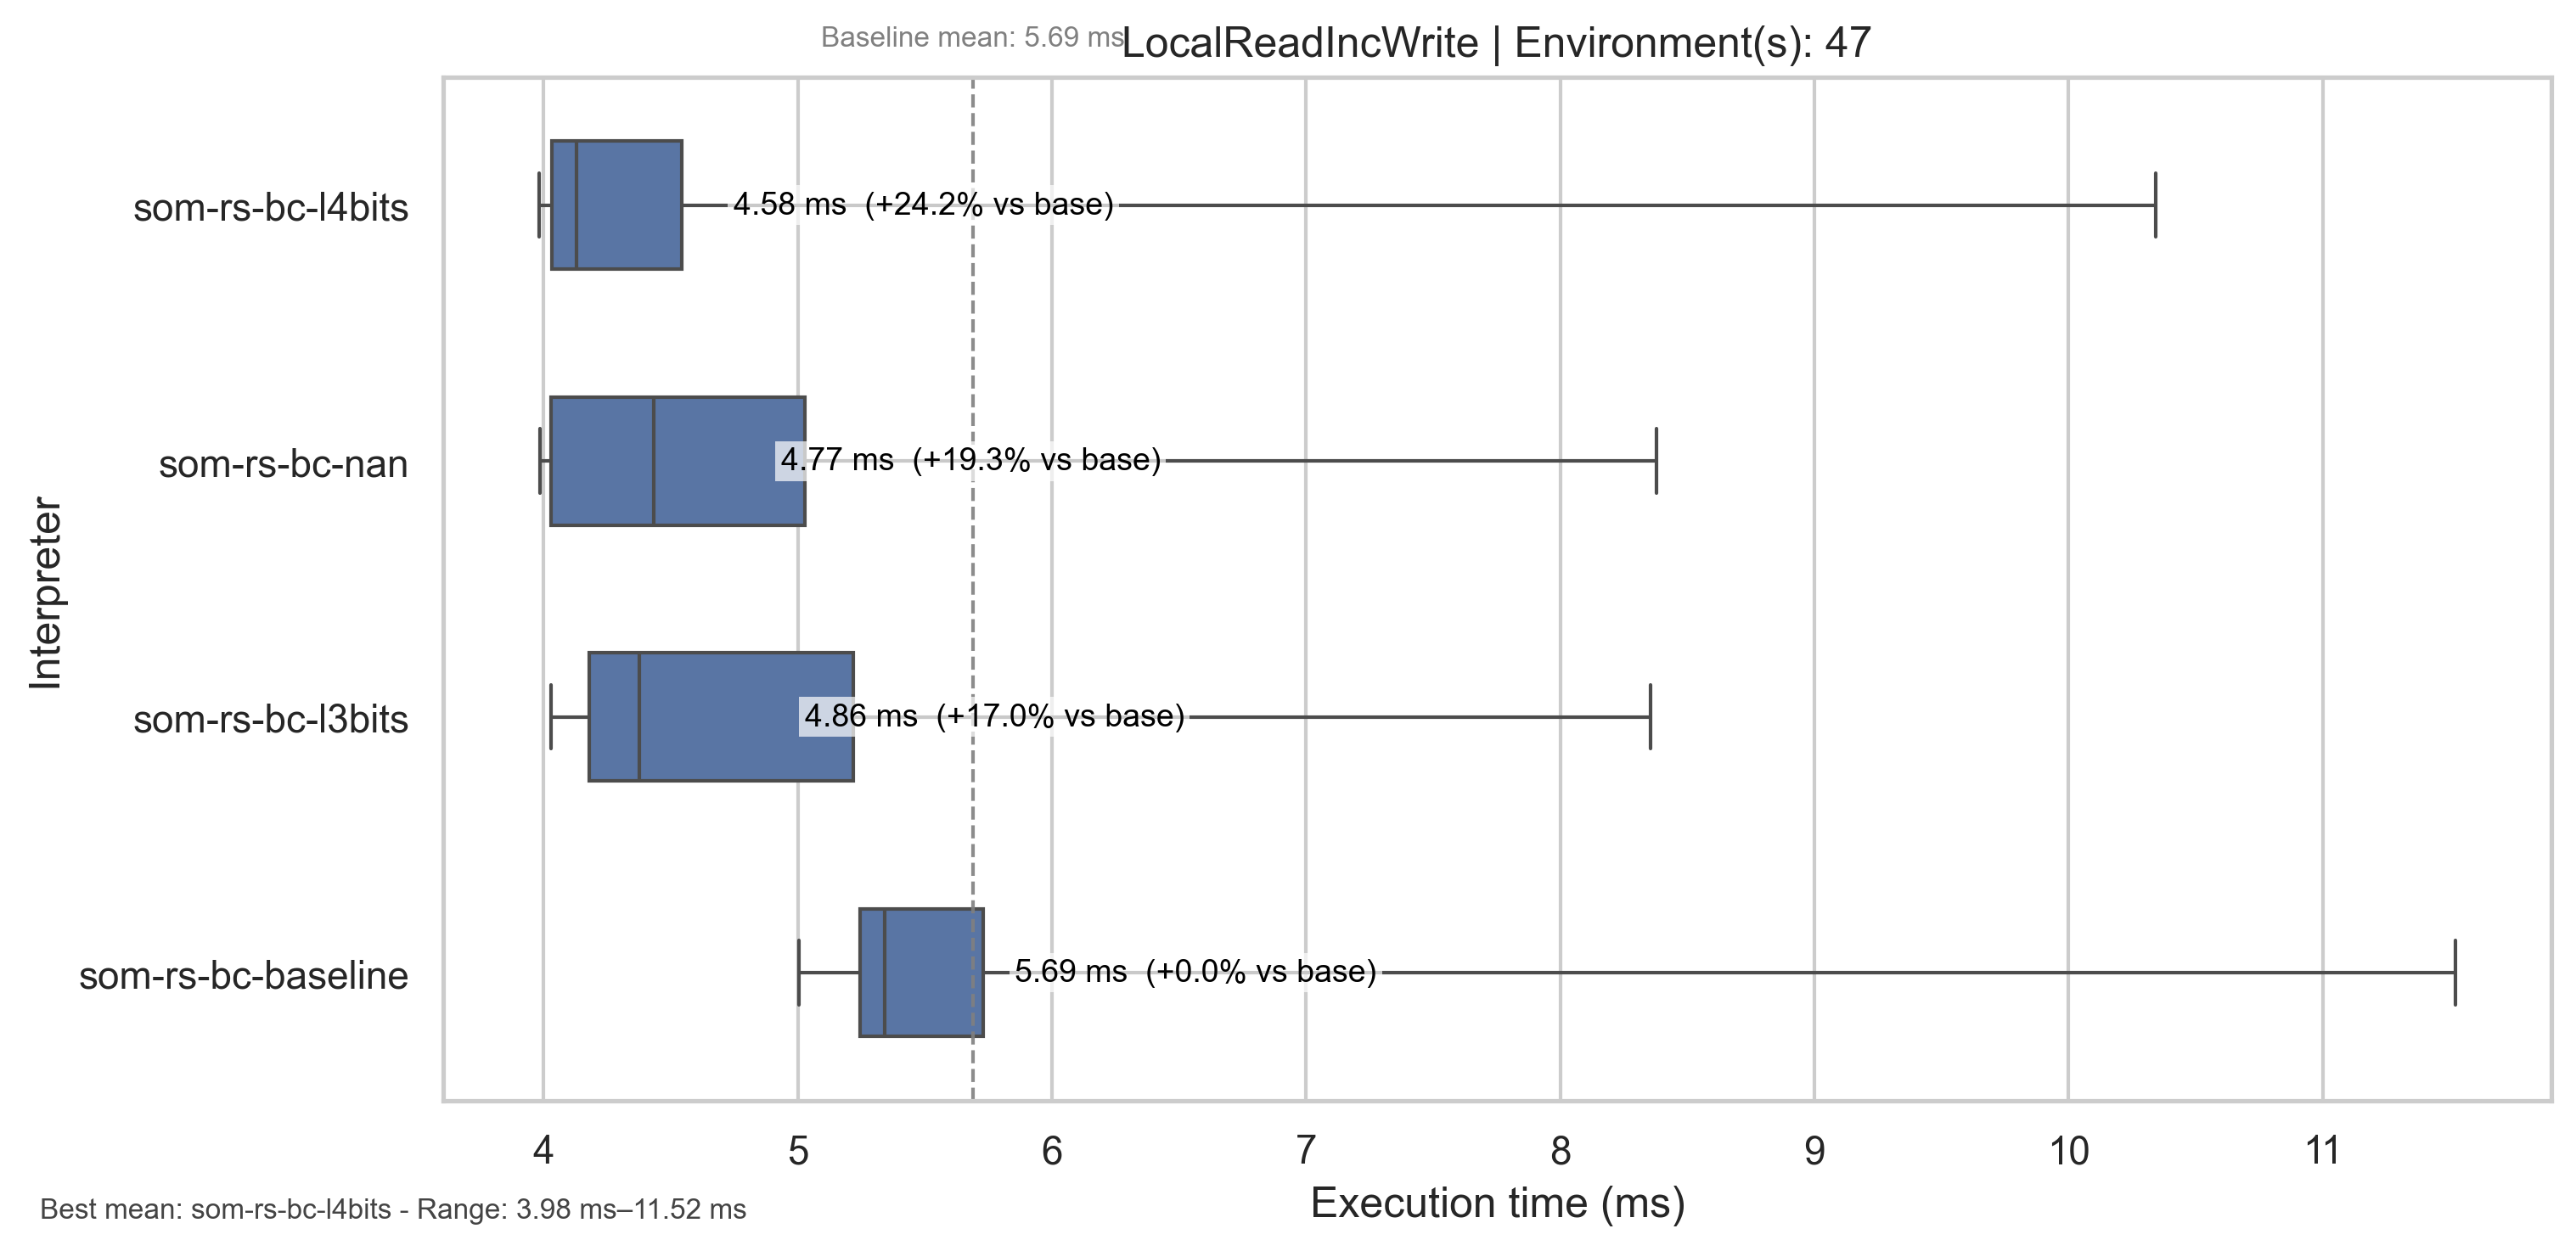 Baseline mean: 5.69 ms
LocalReadIncWrite | Environment(s): 47
som-rs-bc-l4bits
4.58 ms (+24.2% vs base)
som-rs-bc-nan
4.77 ms (+19.3% vs base)
Interpreter
som-rs-bc-l3bits
4.86 ms (+17.0% vs base)
som-rs-bc-baseline
5.69 ms (+0.0% vs base)
4 5 6 7 8 9 10 11
Execution time (ms)
Best mean: som-rs-bc-l4bits - Range: 3.98 ms–11.52 ms